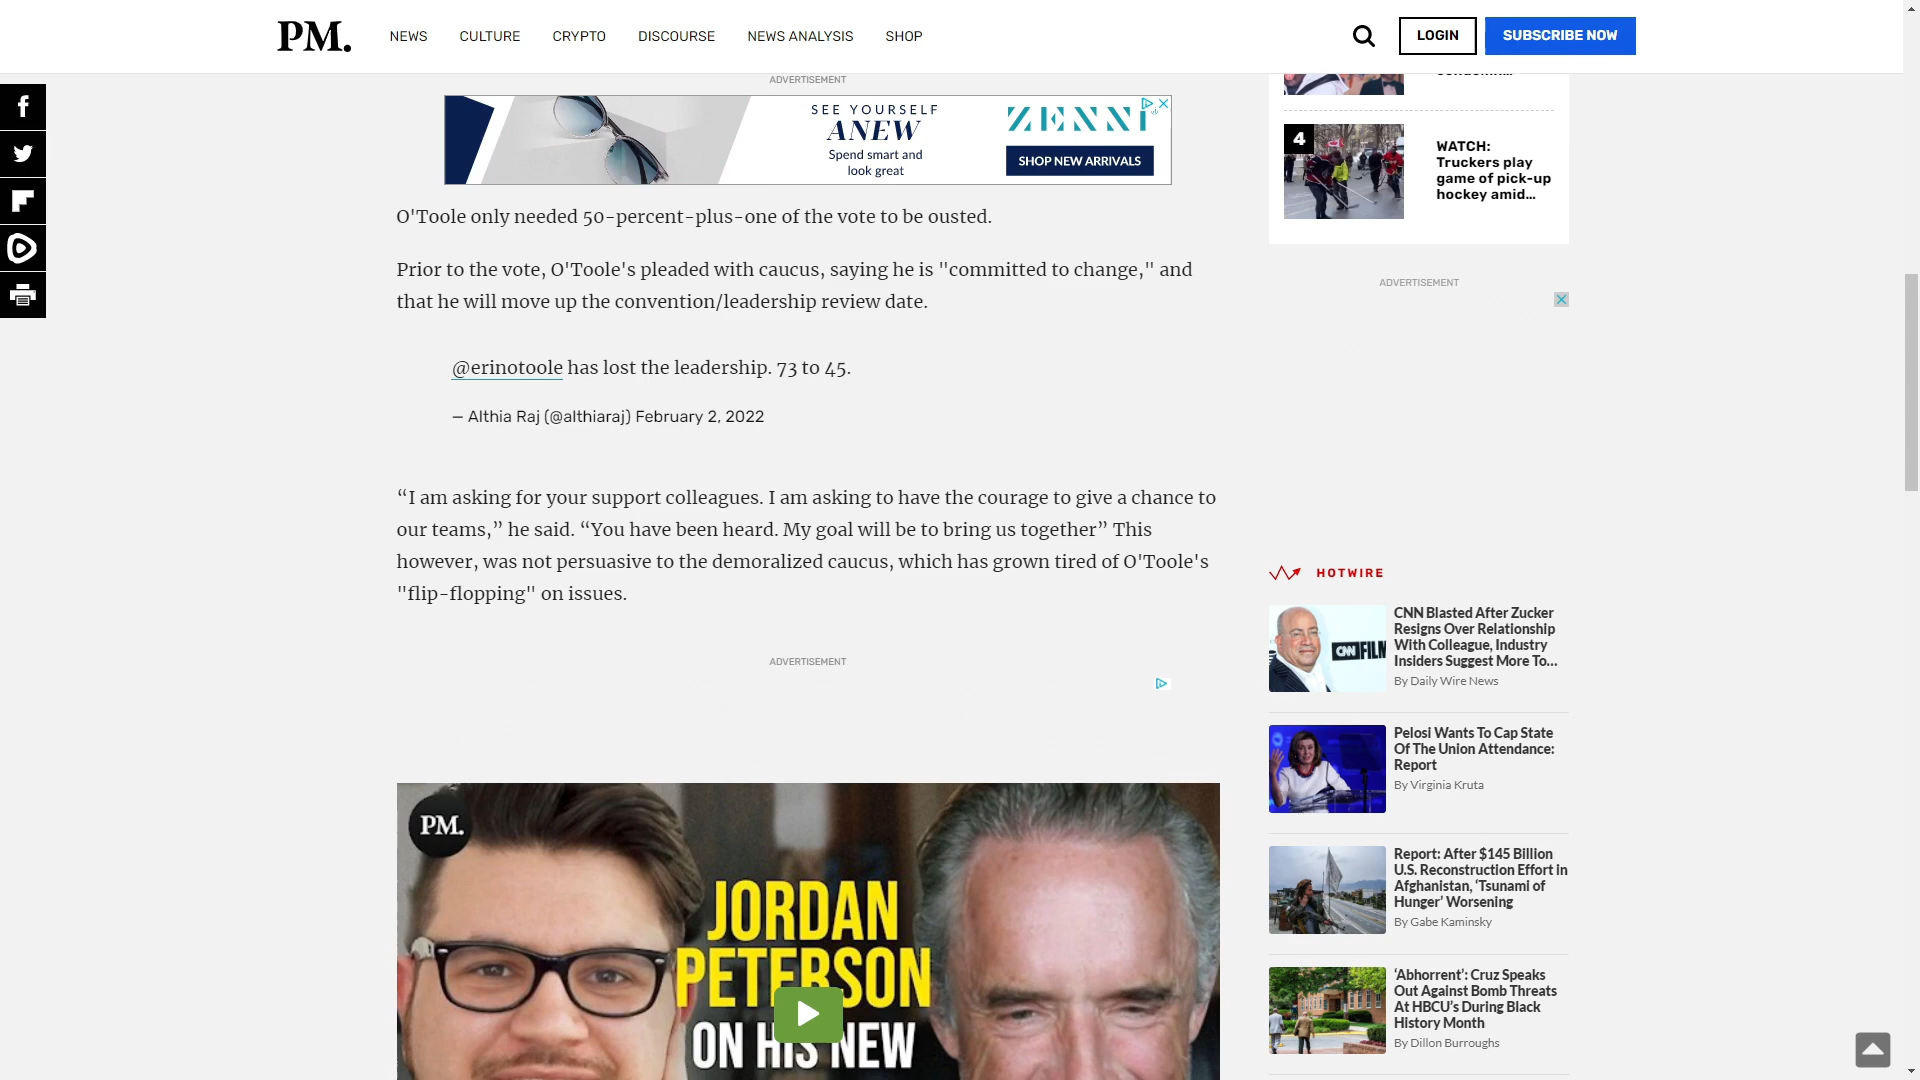 PM.
NEWS
CULTURE
CRYPTO
DISCOURSE
NEWS ANALYSIS
SHOP
LOGIN
SUBSCRIBE NOW
ADVERTISEMENT
SEE YOURSELF
ANEW
Spend smart and
look great
ZENNI
SHOP NEW ARRIVALS
O'Toole only needed 50-percent-plus-one of the vote to be ousted.
Prior to the vote, O'Toole's pleaded with caucus, saying he is "committed to change," and
that he will move up the convention/leadership review date.
@erinotoole has lost the leadership. 73 to 45.
— Althia Raj (@althiaraj) February 2, 2022
“I am asking for your support colleagues. I am asking to have the courage to give a chance to
our teams,” he said. “You have been heard. My goal will be to bring us together” This
however, was not persuasive to the demoralized caucus, which has grown tired of O'Toole's
"flip-flopping" on issues.
ADVERTISEMENT
PM.
JORDAN
PETERSON
ON HIS NEW
4
WATCH:
Truckers play
game of pick-up
hockey amid...
ADVERTISEMENT
HOTWIRE
CNN FILM
CNN Blasted After Zucker
Resigns Over Relationship
With Colleague, Industry
Insiders Suggest More To...
By Daily Wire News
Pelosi Wants To Cap State
Of The Union Attendance:
Report
By Virginia Kruta
Report: After $145 Billion
U.S. Reconstruction Effort in
Afghanistan, ‘Tsunami of
Hunger’ Worsening
By Gabe Kaminsky
‘Abhorrent’: Cruz Speaks
Out Against Bomb Threats
At HBCU’s During Black
History Month
By Dillon Burroughs